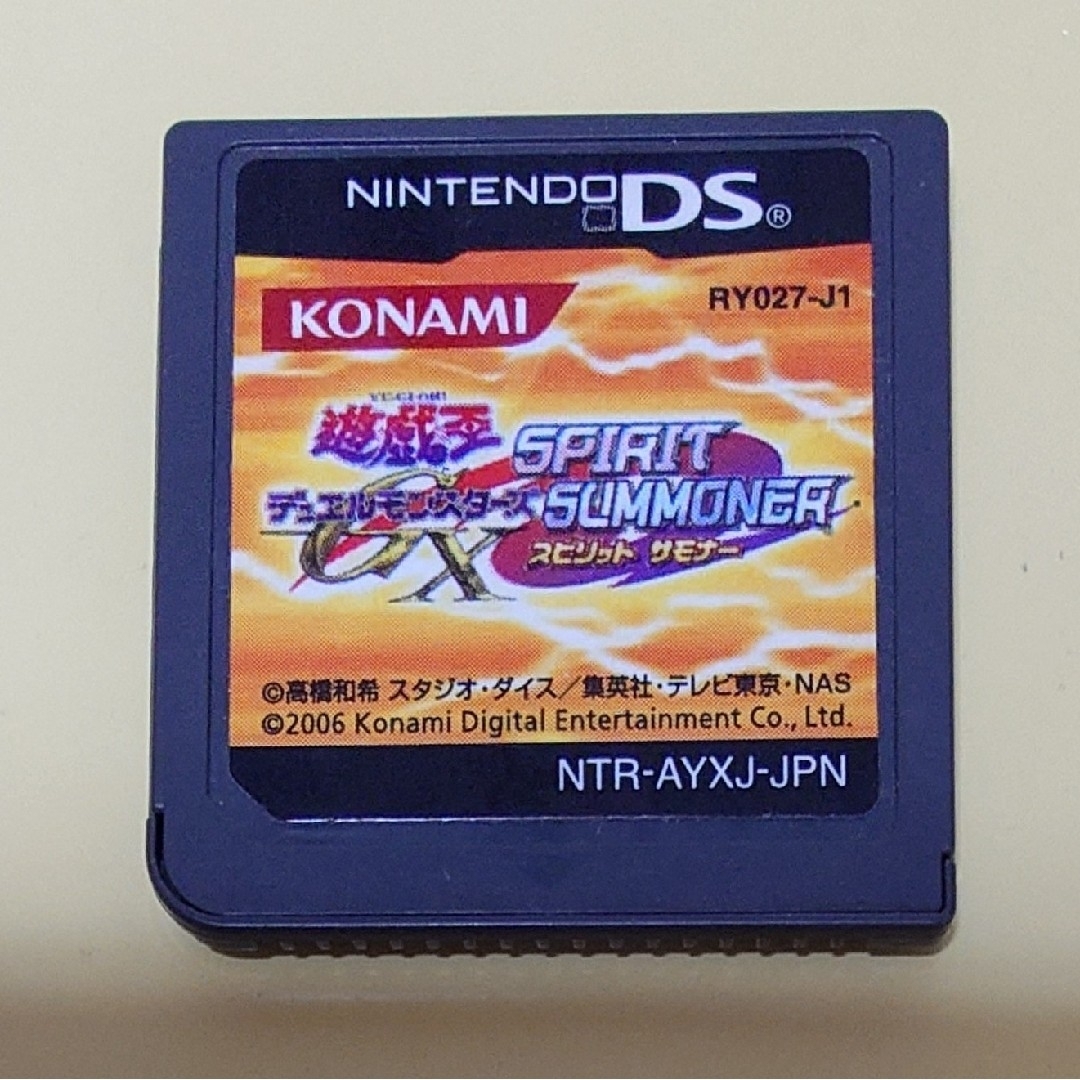 NINTENDO DS®
KONAMI
RY027-J1
遊戯王
デュエルモンスターズ
GX
SPIRIT
SUMMONER
スピリット サモナー
©高橋和希 スタジオ・ダイス／集英社・テレビ東京・NAS
©2006 Konami Digital Entertainment Co., Ltd.
NTR-AYXJ-JPN